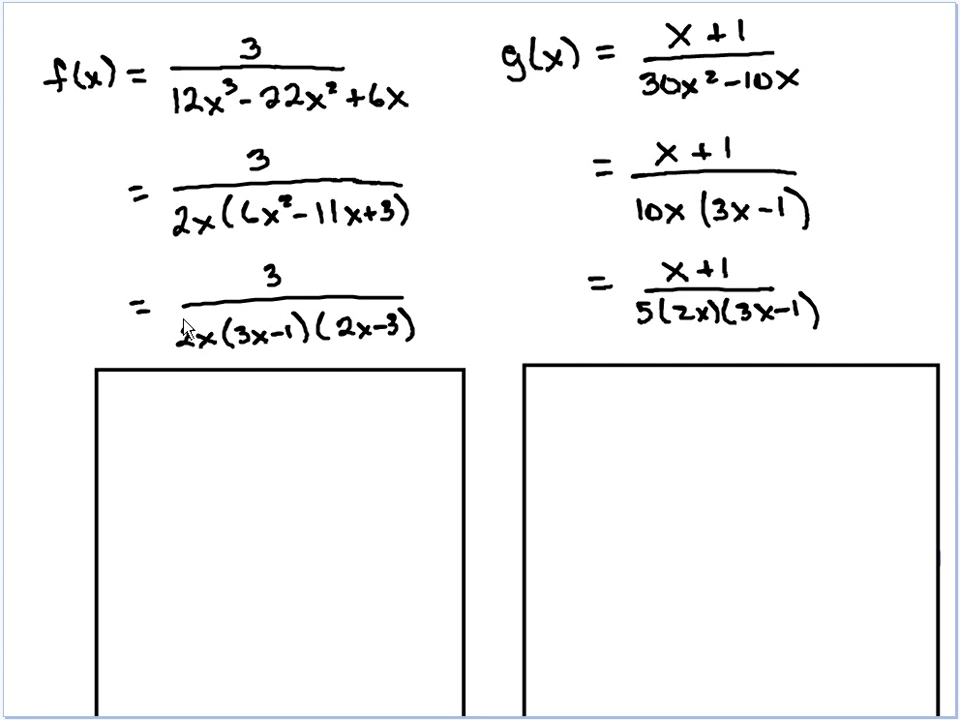 f(x) = 3 / (12x³ - 22x² + 6x)
= 3 / (2x(6x² - 11x + 3))
= 3 / (2x(3x-1)(2x-3))
g(x) = (x + 1) / (30x² - 10x)
= (x + 1) / (10x (3x - 1))
= (x + 1) / (5(2x)(3x-1))